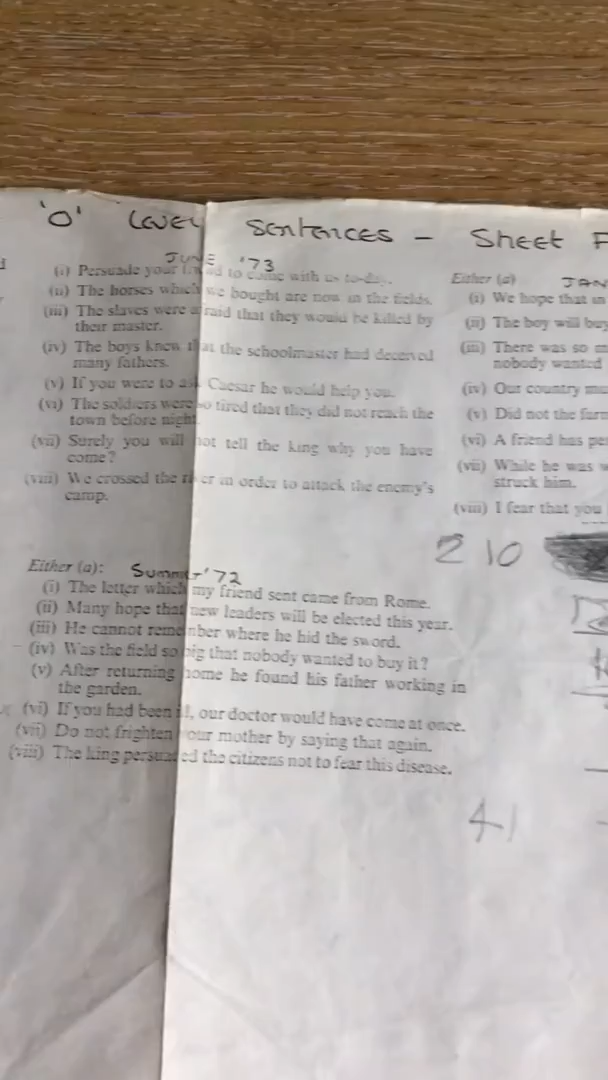 'O' Level Sentences - Sheet F
JUNE '73
(i) Persuade your friend to come with us to-day.
(ii) The horses which we bought are now in the fields.
(iii) The slaves were afraid that they would be killed by
their master.
(iv) The boys knew that the schoolmaster had deceived
many fathers.
(v) If you were to ask Caesar he would help you.
(vi) The soldiers were so tired that they did not reach the
town before night.
(vii) Surely you will not tell the king why you have
come?
(viii) We crossed the river in order to attack the enemy's
camp.
Either (a): Summer '72
(i) The letter which my friend sent came from Rome.
(ii) Many hope that new leaders will be elected this year.
(iii) He cannot remember where he hid the sword.
(iv) Was the field so big that nobody wanted to buy it?
(v) After returning home he found his father working in
the garden.
(vi) If you had been ill, our doctor would have come at once.
(vii) Do not frighten your mother by saying that again.
(viii) The king persuaded the citizens not to fear this disease.
Either (a) JAN
(i) We hope that an
(ii) The boy will buy
(iii) There was so m
nobody wanted
(iv) Our country mu
(v) Did not the farm
(vi) A friend has pe
(vii) While he was w
struck him.
(viii) I fear that you
210
41